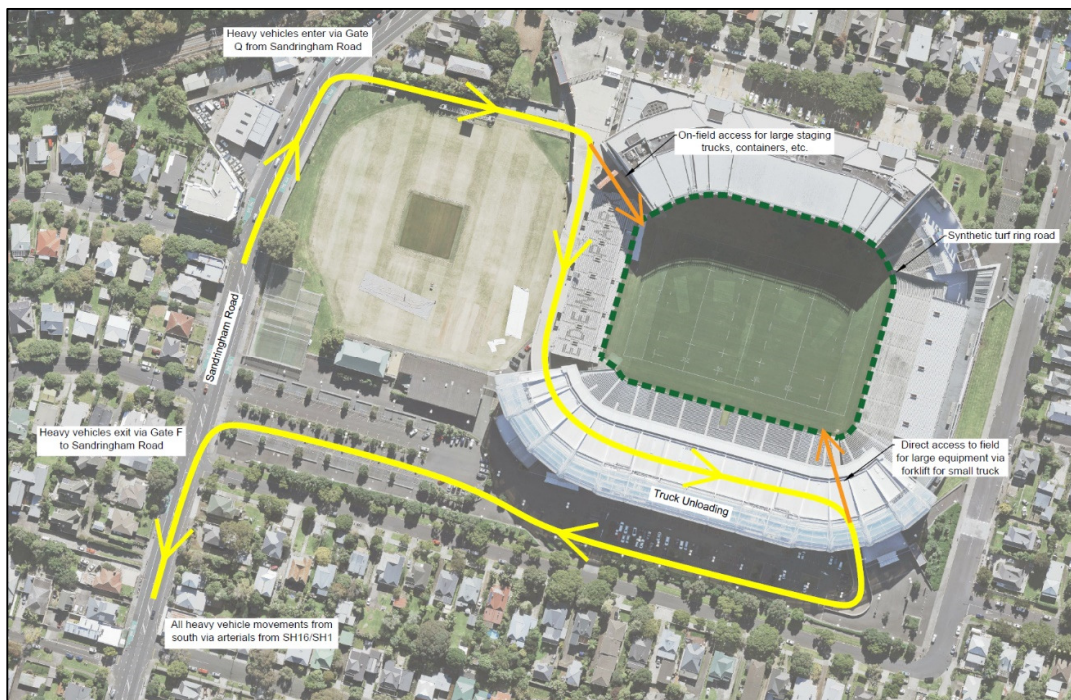 Heavy vehicles enter via Gate
Q from Sandringham Road
On-field access for large staging
trucks, containers, etc.
Synthetic turf ring road
EDEN PARK
Sandringham Road
Heavy vehicles exit via Gate F
to Sandringham Road
Direct access to field
for large equipment via
forklift for small truck
Truck Unloading
All heavy vehicle movements from
south via arterials from SH16/SH1